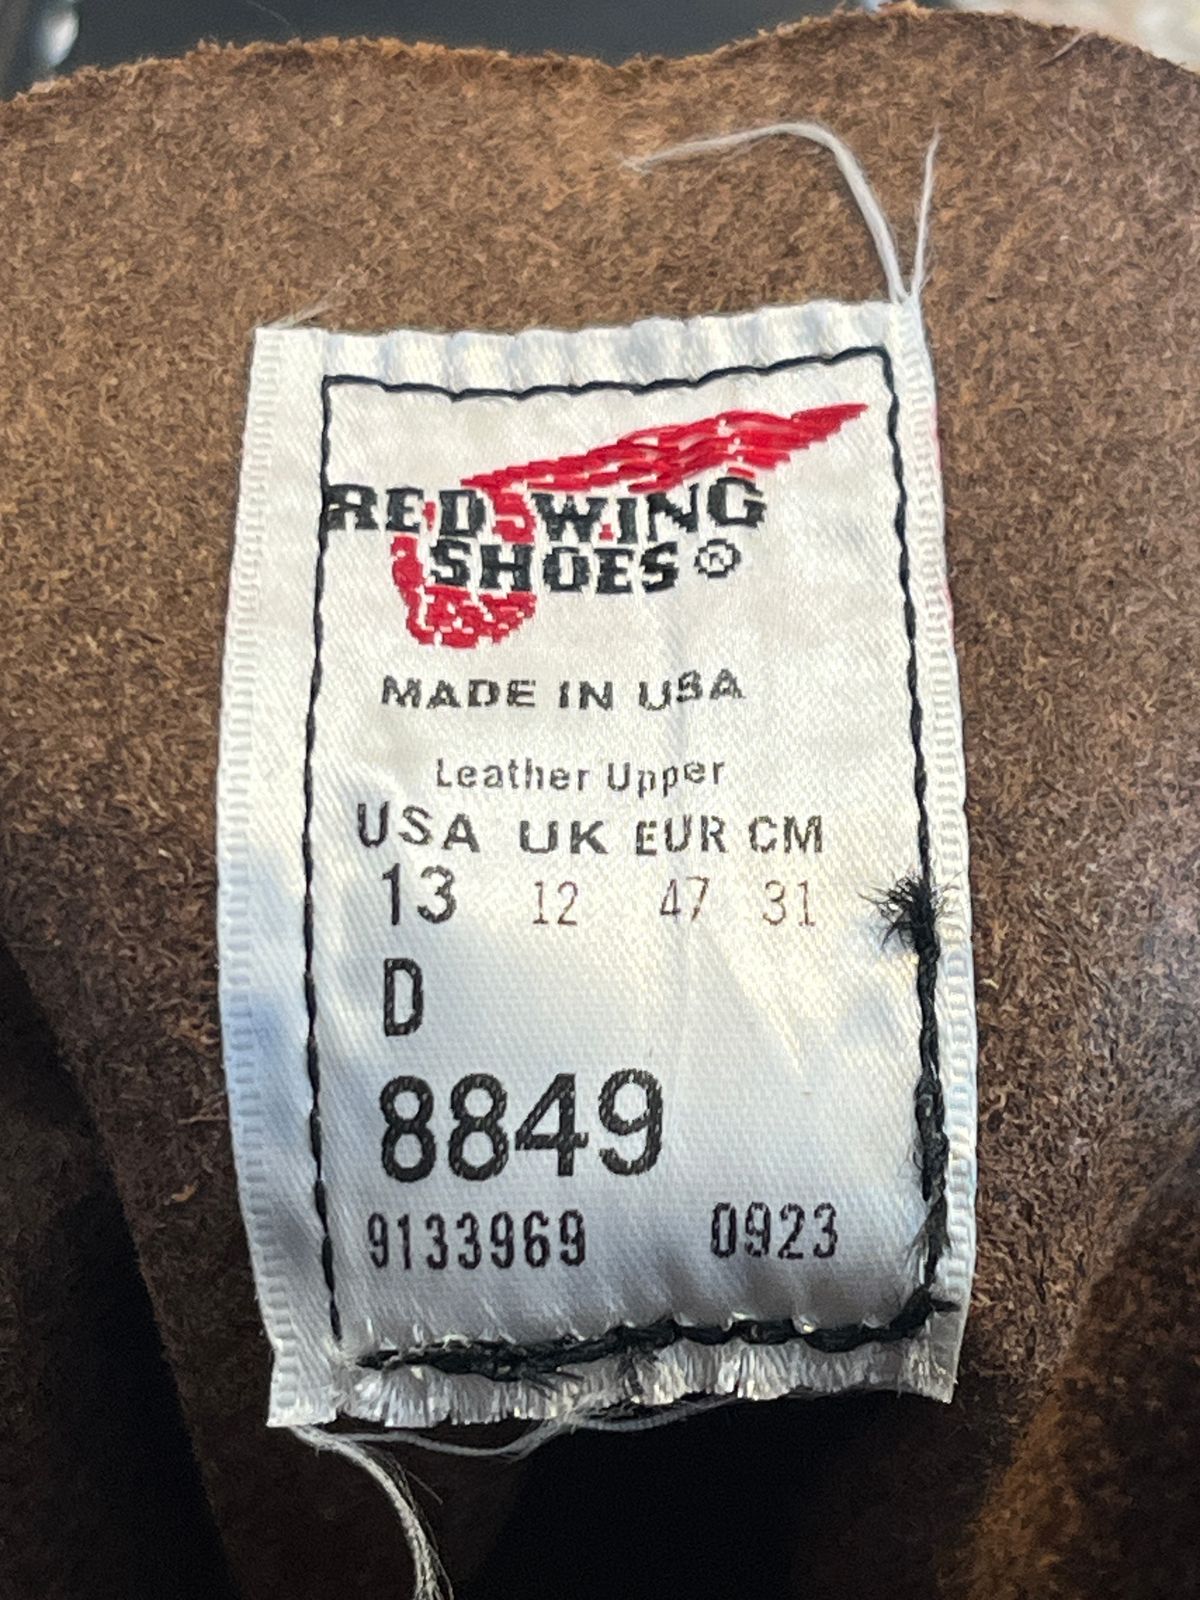 RED WING
SHOES ®
MADE IN USA
Leather Upper
USA UK EUR CM
13 12 47 31
D
8849
9133969 0923